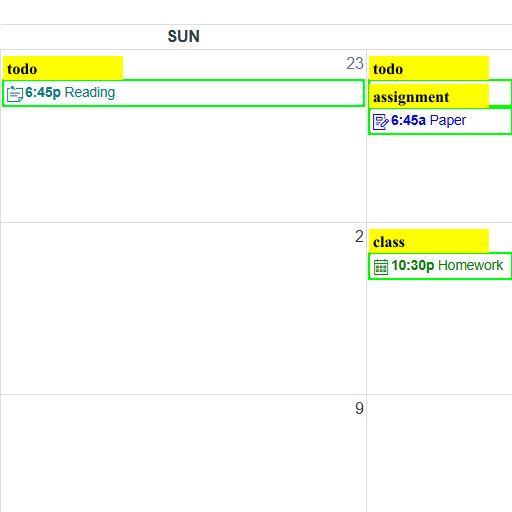 SUN
23
todo
6:45p Reading
todo
assignment
6:45a Paper
2
class
10:30p Homework
9